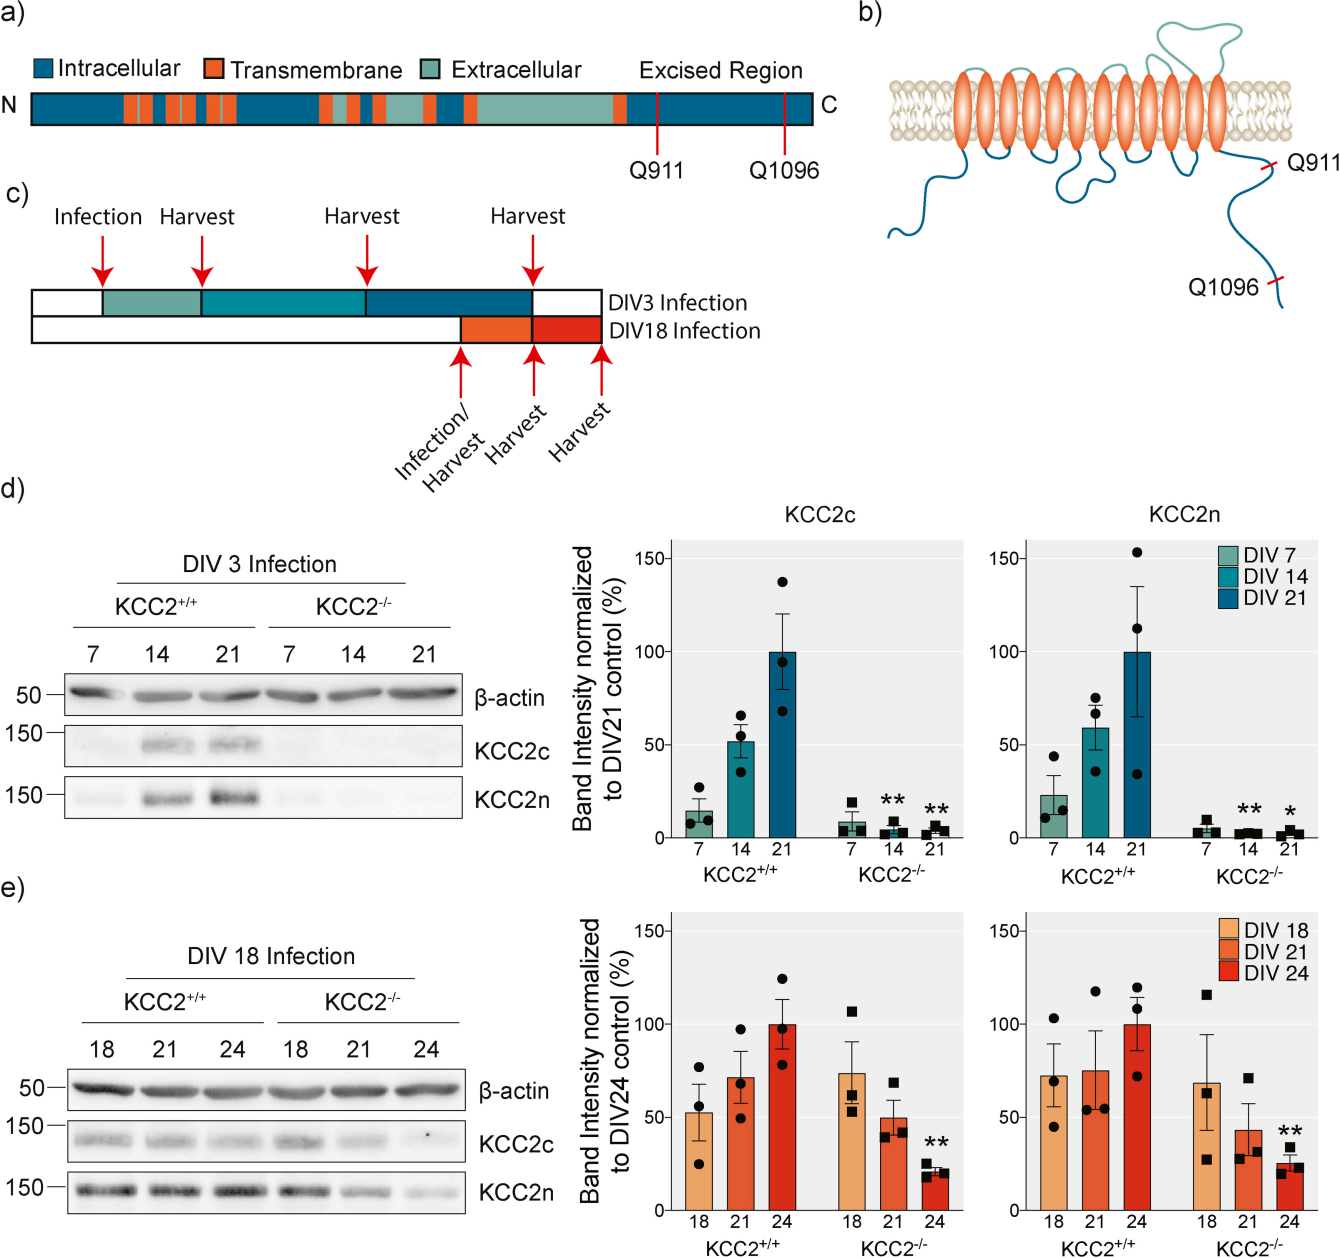 a)
Intracellular Transmembrane Extracellular Excised Region
N C
Q911 Q1096
b)
Q911
Q1096
c)
Infection Harvest Harvest Harvest
DIV3 Infection
DIV18 Infection
Infection/
Harvest
Harvest
Harvest
d)
DIV 3 Infection
KCC2+/+ KCC2-/-
7 14 21 7 14 21
50 β-actin
150 KCC2c
150 KCC2n
KCC2c
Band Intensity normalized
to DIV21 control (%)
150
100
50
0
** **
7 14 21 7 14 21
KCC2+/+ KCC2-/-
KCC2n
DIV 7
DIV 14
DIV 21
150
100
50
0
** *
7 14 21 7 14 21
KCC2+/+ KCC2-/-
e)
DIV 18 Infection
KCC2+/+ KCC2-/-
18 21 24 18 21 24
50 β-actin
150 KCC2c
150 KCC2n
Band Intensity normalized
to DIV24 control (%)
150
100
50
0
**
18 21 24 18 21 24
KCC2+/+ KCC2-/-
DIV 18
DIV 21
DIV 24
150
100
50
0
**
18 21 24 18 21 24
KCC2+/+ KCC2-/-